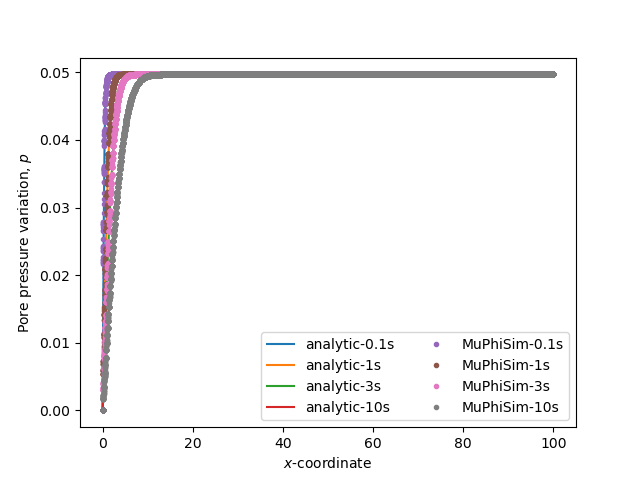 0.05
0.04
0.03
0.02
0.01
0.00
Pore pressure variation, p
analytic-0.1s
analytic-1s
analytic-3s
analytic-10s
MuPhiSim-0.1s
MuPhiSim-1s
MuPhiSim-3s
MuPhiSim-10s
0 20 40 60 80 100
x-coordinate